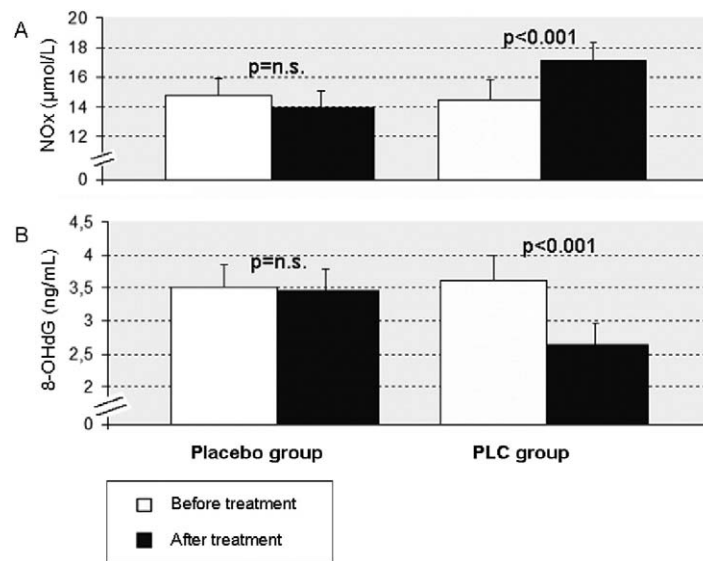 A
NOx (µmol/L)
20
18
16
14
12
0
p=n.s.
p<0.001
B
8-OHdG (ng/mL)
4,5
4
3,5
3
2,5
2
0
p=n.s.
p<0.001
Placebo group
PLC group
Before treatment
After treatment